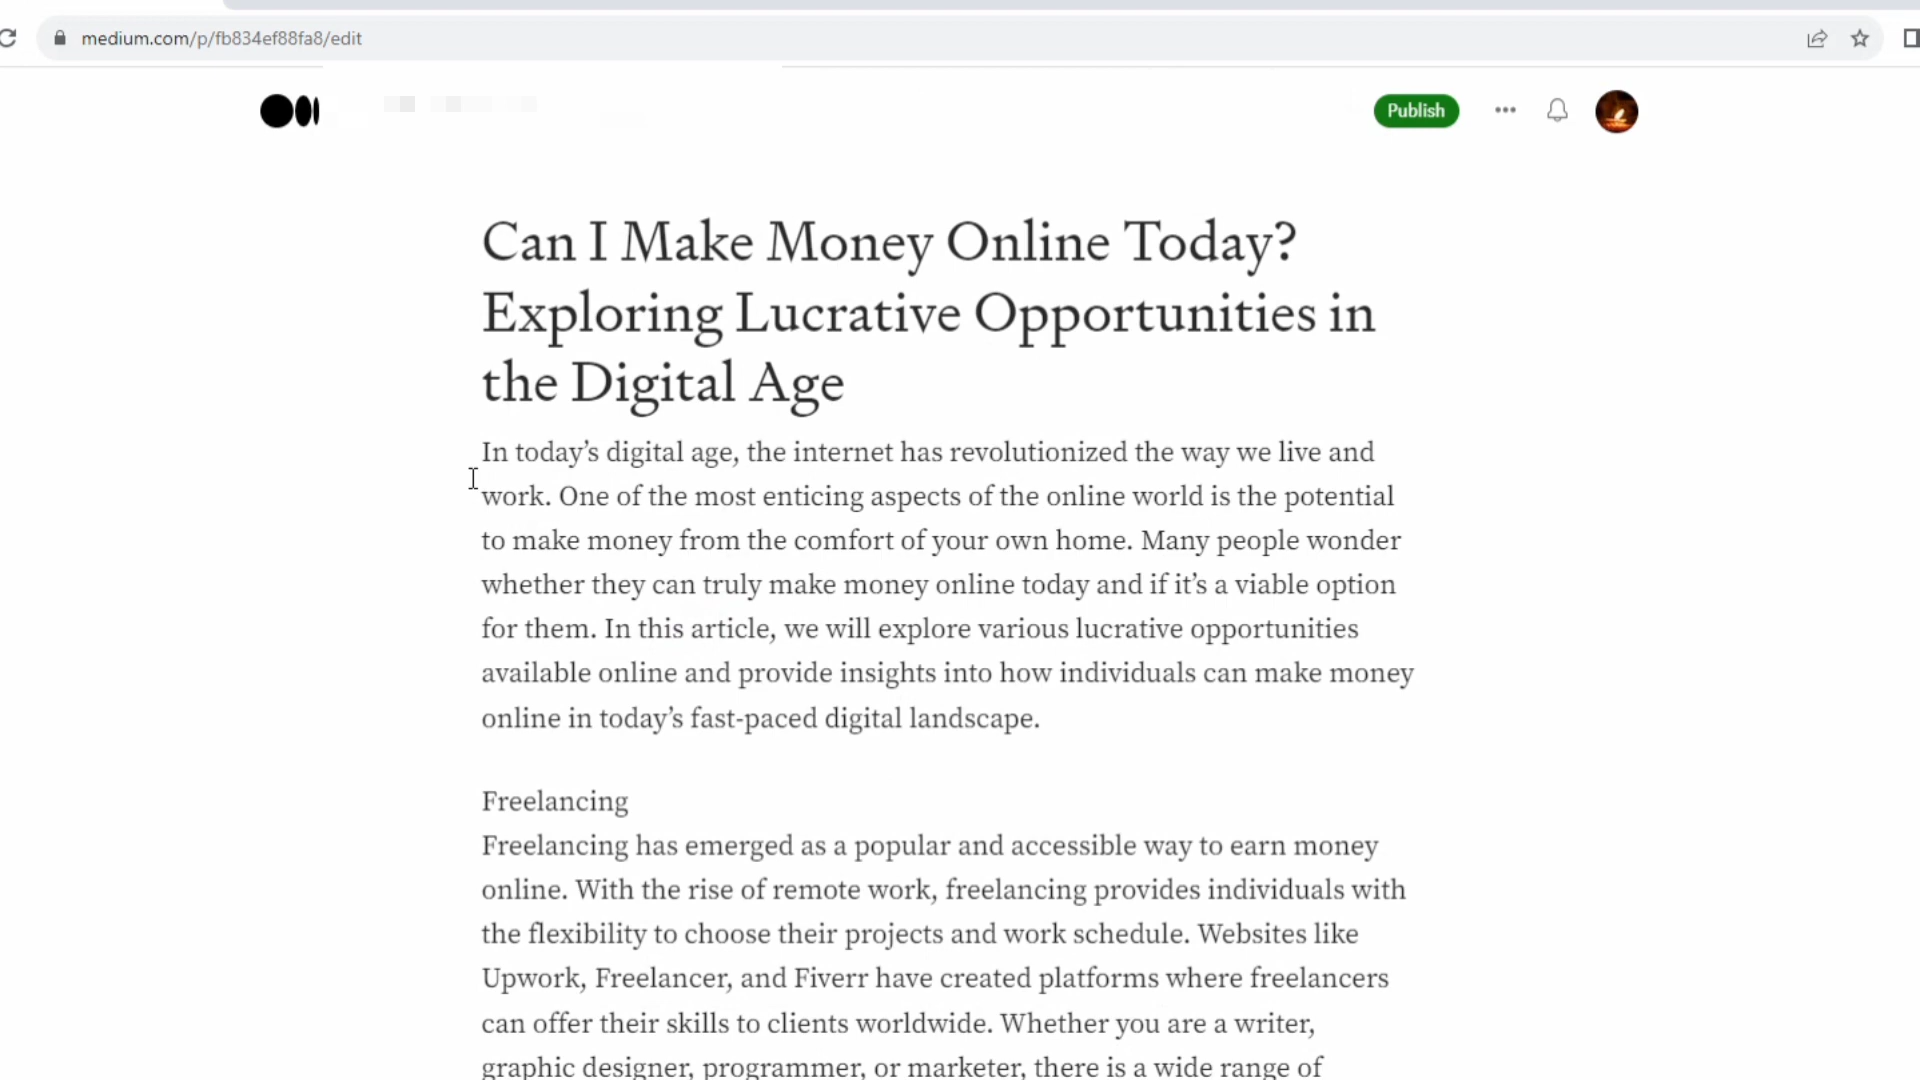 medium.com/p/fb834ef88fa8/edit
Publish
Can I Make Money Online Today?
Exploring Lucrative Opportunities in
the Digital Age
In today’s digital age, the internet has revolutionized the way we live and
work. One of the most enticing aspects of the online world is the potential
to make money from the comfort of your own home. Many people wonder
whether they can truly make money online today and if it’s a viable option
for them. In this article, we will explore various lucrative opportunities
available online and provide insights into how individuals can make money
online in today’s fast-paced digital landscape.
Freelancing
Freelancing has emerged as a popular and accessible way to earn money
online. With the rise of remote work, freelancing provides individuals with
the flexibility to choose their projects and work schedule. Websites like
Upwork, Freelancer, and Fiverr have created platforms where freelancers
can offer their skills to clients worldwide. Whether you are a writer,
graphic designer, programmer, or marketer, there is a wide range of